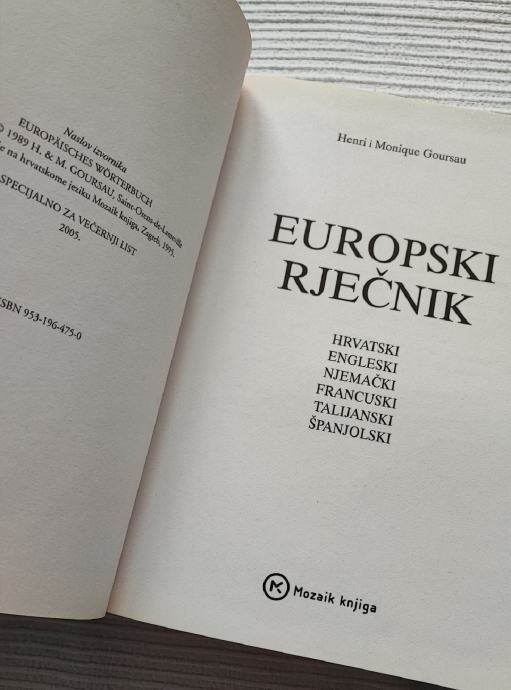 Naslov izvornika
EUROPÄISCHES WÖRTERBUCH
© 1989 H. & M. GOURSAU, Saint-Orens-de-Lameville
na hrvatskome jeziku Mozaik knjiga, Zagreb, 1995.
SPECIJALNO ZA VEČERNJI LIST
2005.
ISBN 953-196-475-0
Henri i Monique Goursau
EUROPSKI
RJEČNIK
HRVATSKI
ENGLESKI
NJEMAČKI
FRANCUSKI
TALIJANSKI
ŠPANJOLSKI
Mozaik knjiga